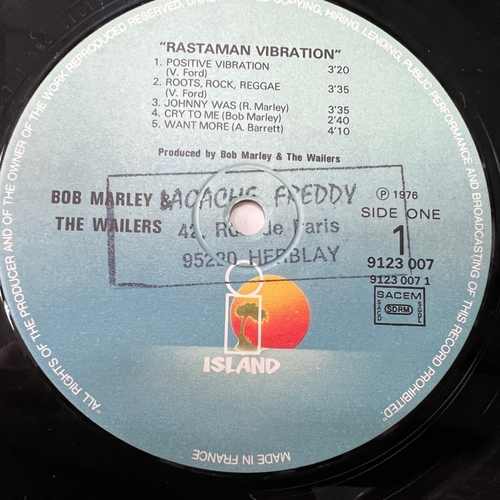 "RASTAMAN VIBRATION"
1. POSITIVE VIBRATION 3'20
(V. Ford)
2. ROOTS, ROCK, REGGAE 3'35
(V. Ford)
3. JOHNNY WAS (R. Marley) 3'35
4. CRY TO ME (Bob Marley) 2'40
5. WANT MORE (A. Barrett) 4'10
Produced by Bob Marley & The Wailers
BOB MARLEY &
THE WAILERS
FREDDY
42, Rue de Paris
95230 HERBLAY
Ⓟ 1976
SIDE ONE
1
9123 007
9123 007 1
SACEM
SDRM
ISLAND
MADE IN FRANCE
"ALL RIGHTS OF THE PRODUCER AND OF THE OWNER OF THE WORK REPRODUCED RESERVED.
COPYING, HIRING, LENDING, PUBLIC PERFORMANCE AND BROADCASTING OF THIS RECORD PROHIBITED."